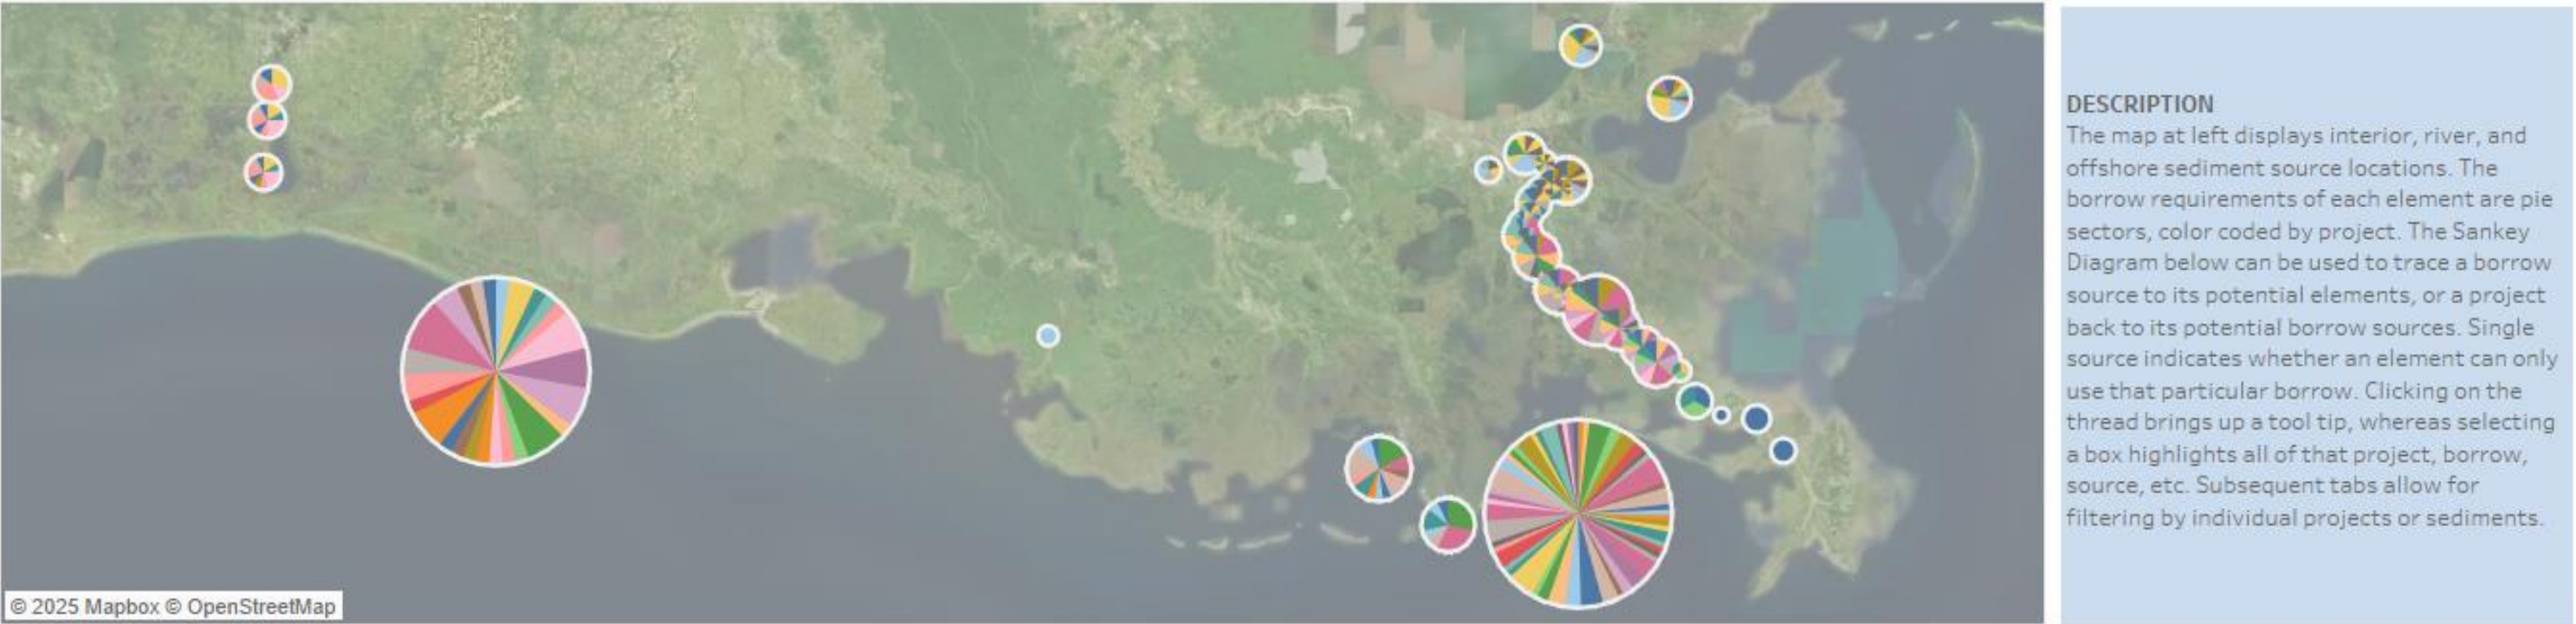 DESCRIPTION
The map at left displays interior, river, and
offshore sediment source locations. The
borrow requirements of each element are pie
sectors, color coded by project. The Sankey
Diagram below can be used to trace a borrow
source to its potential elements, or a project
back to its potential borrow sources. Single
source indicates whether an element can only
use that particular borrow. Clicking on the
thread brings up a tool tip, whereas selecting
a box highlights all of that project, borrow,
source, etc. Subsequent tabs allow for
filtering by individual projects or sediments.
© 2025 Mapbox © OpenStreetMap